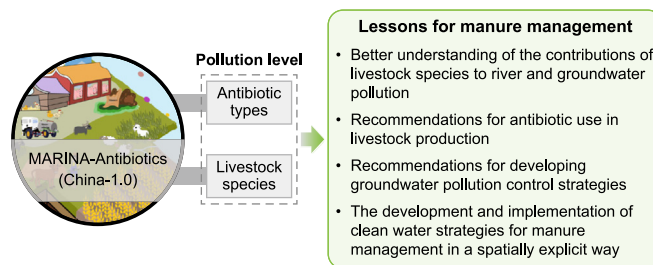 Lessons for manure management
Pollution level
Antibiotic
types
Livestock
species
MARINA-Antibiotics
(China-1.0)
• Better understanding of the contributions of
livestock species to river and groundwater
pollution
• Recommendations for antibiotic use in
livestock production
• Recommendations for developing
groundwater pollution control strategies
• The development and implementation of
clean water strategies for manure
management in a spatially explicit way